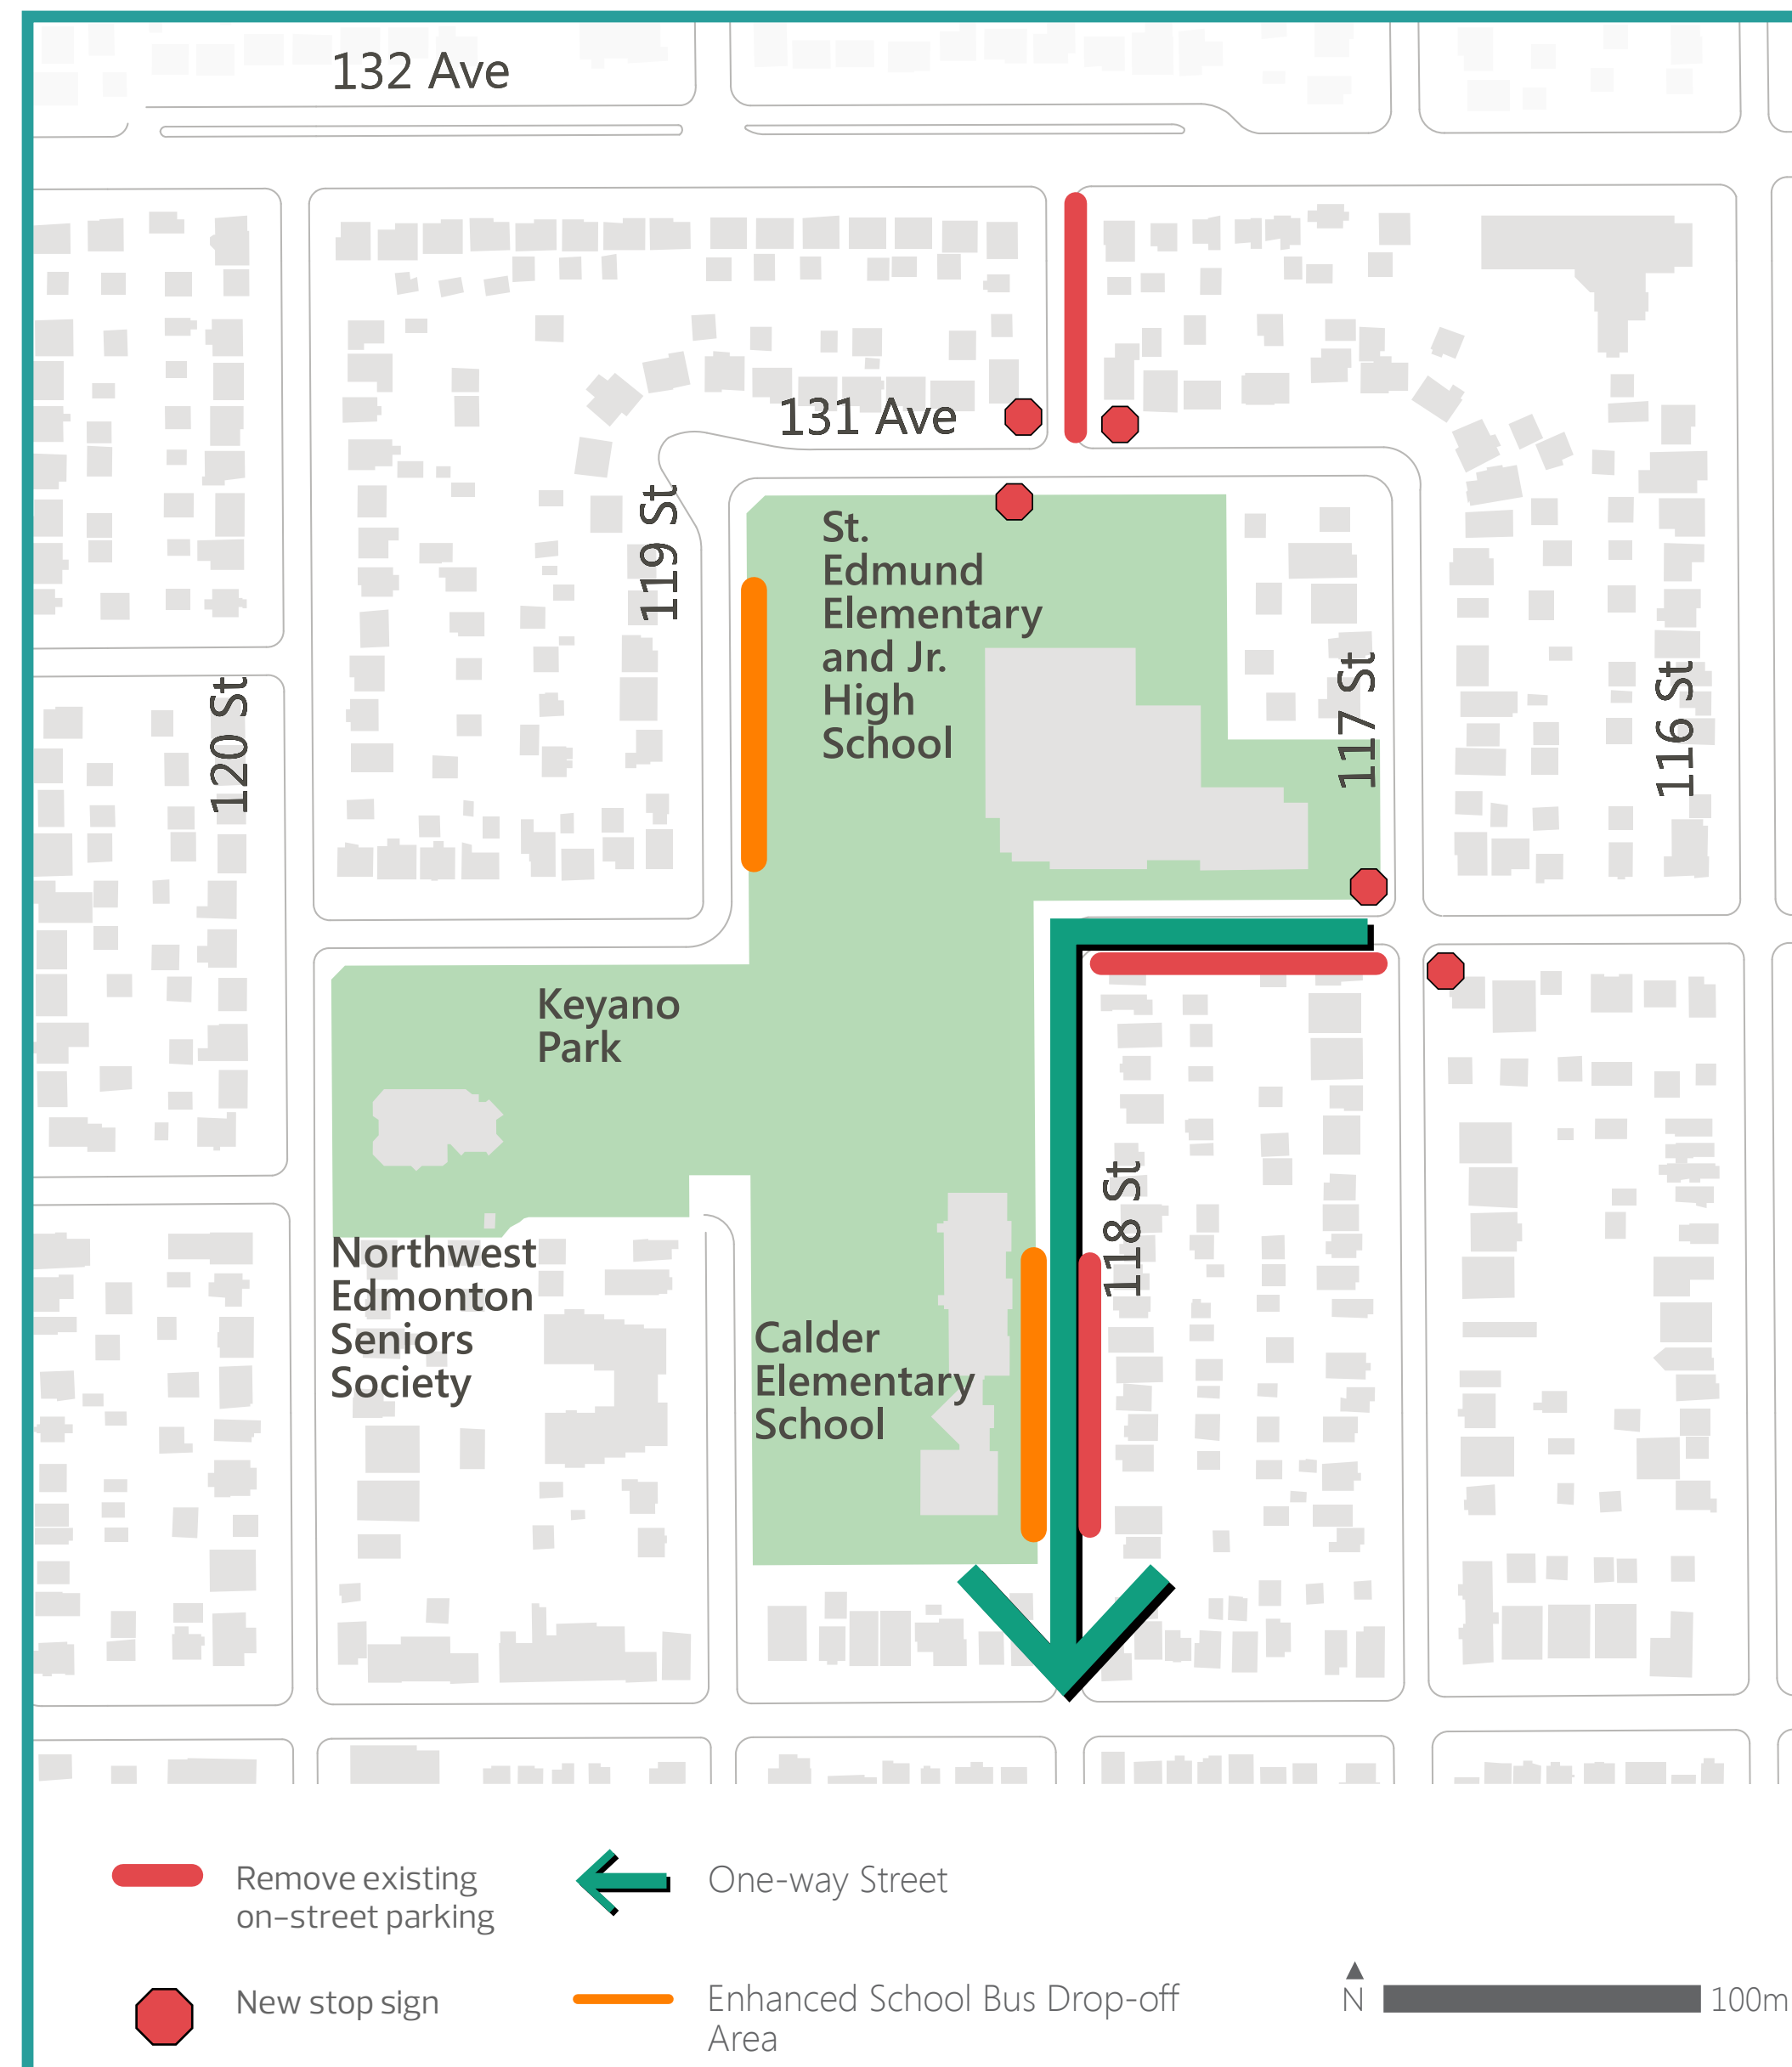 132 Ave
131 Ave
119 St
St.
Edmund
Elementary
and Jr.
High
School
120 St
117 St
116 St
Keyano
Park
118 St
Northwest
Edmonton
Seniors
Society
Calder
Elementary
School
Remove existing
on-street parking
One-way Street
New stop sign
Enhanced School Bus Drop-off
Area
N
100m